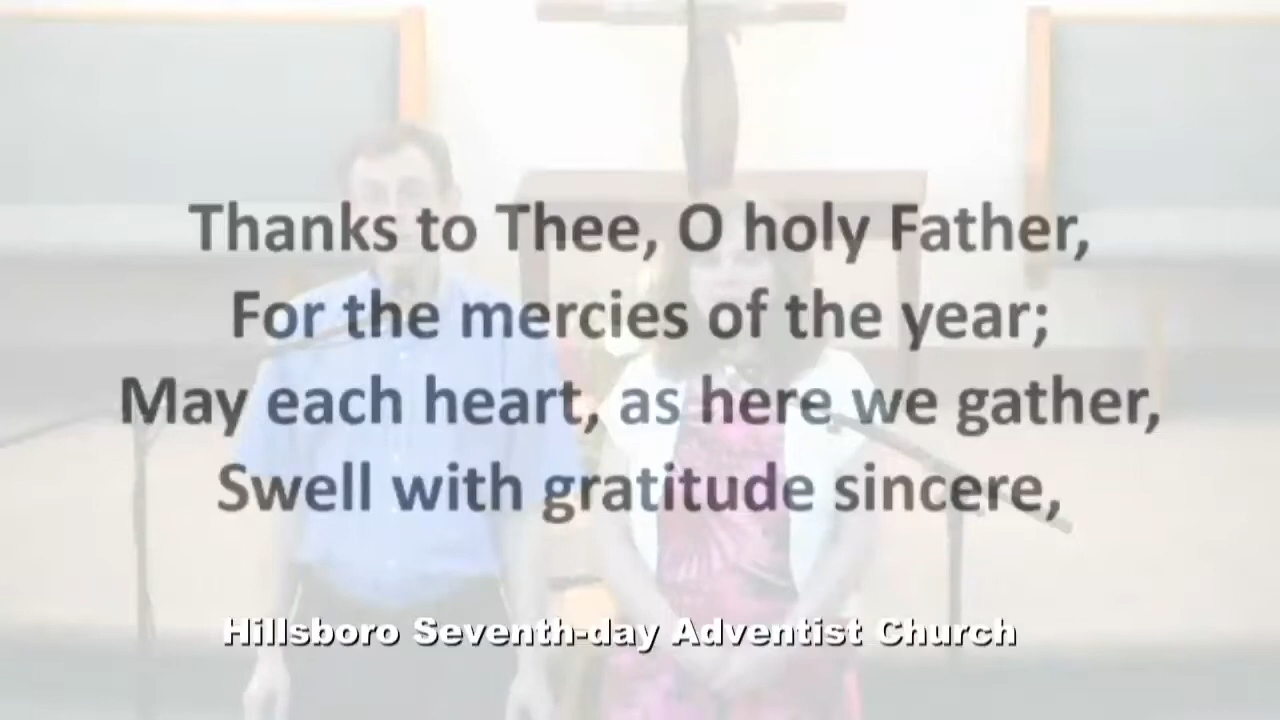 Thanks to Thee, O holy Father,
For the mercies of the year;
May each heart, as here we gather,
Swell with gratitude sincere,
Hillsboro Seventh-day Adventist Church